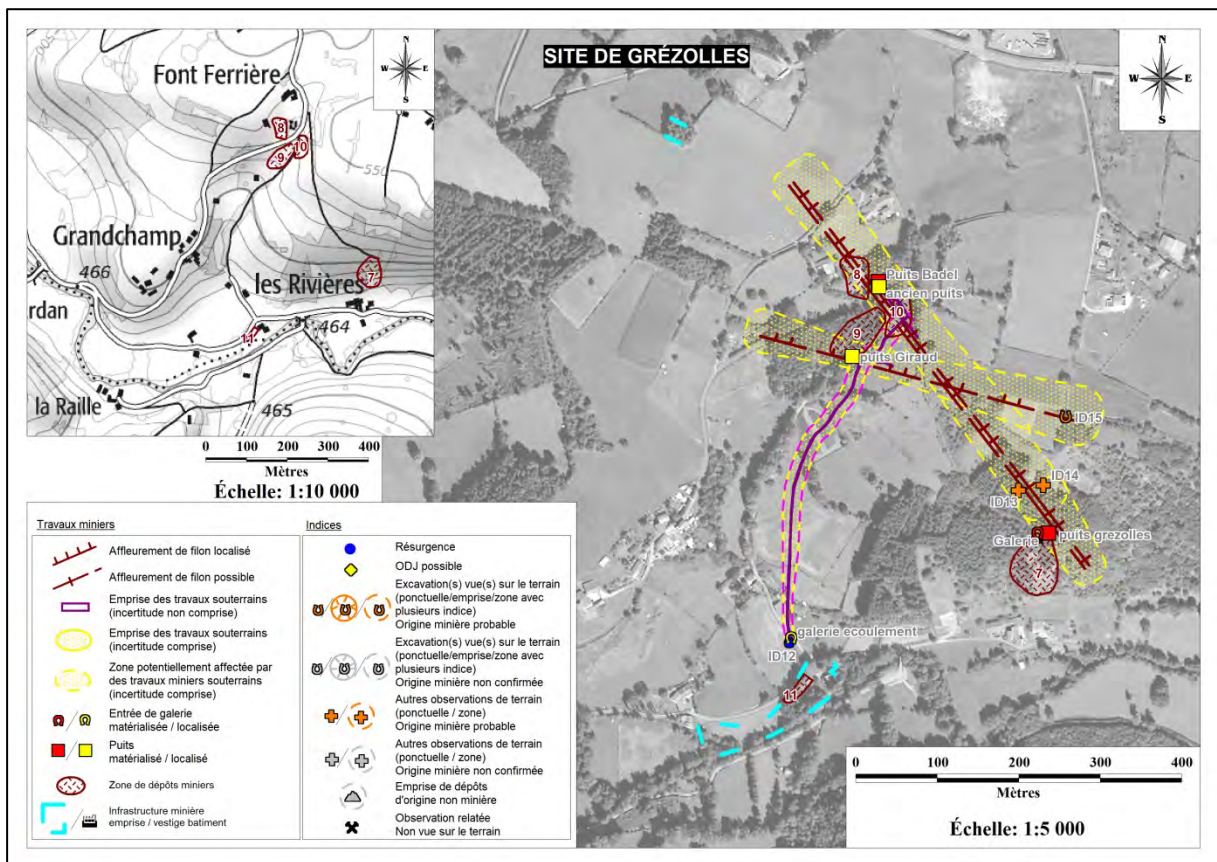 SITE DE GRÉZOLLES
N
W E
S
500
Font Ferrière
8
10
9
550
Grandchamp
466
7
les Rivières
rdan
464
11
la Raille
465
0 100 200 300 400
Mètres
Échelle: 1:10 000
N
W E
S
8
Puits Badel
ancien puits
10
9
puits Giraud
ID15
ID14
ID13
puits grezolles
Galerie
7
galerie ecoulement
ID12
11
Travaux miniers
Affleurement de filon localisé
Affleurement de filon possible
Emprise des travaux souterrains
(incertitude non comprise)
Emprise des travaux souterrains
(incertitude comprise)
Zone potentiellement affectée par
des travaux miniers souterrains
(incertitude comprise)
Entrée de galerie
matérialisée / localisée
Puits
matérialisé / localisé
Zone de dépôts miniers
Infrastructure minière
emprise / vestige batiment
Indices
Résurgence
ODJ possible
Excavation(s) vue(s) sur le terrain
(ponctuelle/emprise/zone avec
plusieurs indice)
Origine minière probable
Excavation(s) vue(s) sur le terrain
(ponctuelle/emprise/zone avec
plusieurs indice)
Origine minière non confirmée
Autres observations de terrain
(ponctuelle / zone)
Origine minière probable
Autres observations de terrain
(ponctuelle / zone)
Origine minière non confirmée
Emprise de dépôts
d'origine non minière
Observation relatée
Non vue sur le terrain
0 100 200 300 400
Mètres
Échelle: 1:5 000